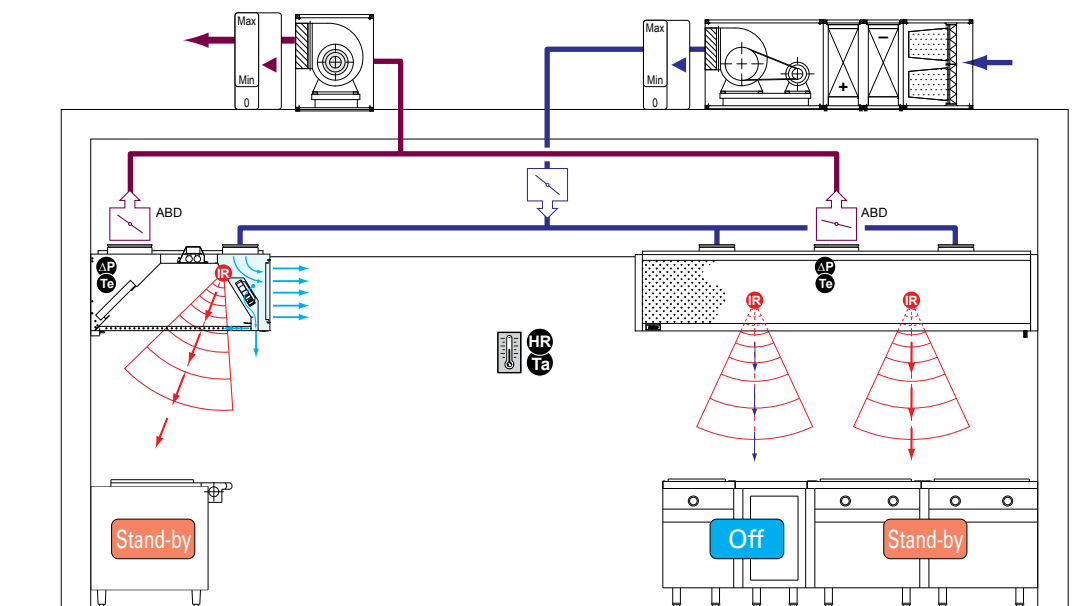 Max
Min
0
Max
Min
0
+
−
ABD
ABD
ΔP
Te
IR
ΔP
Te
IR
IR
HR
Ta
Stand-by
Off
Stand-by